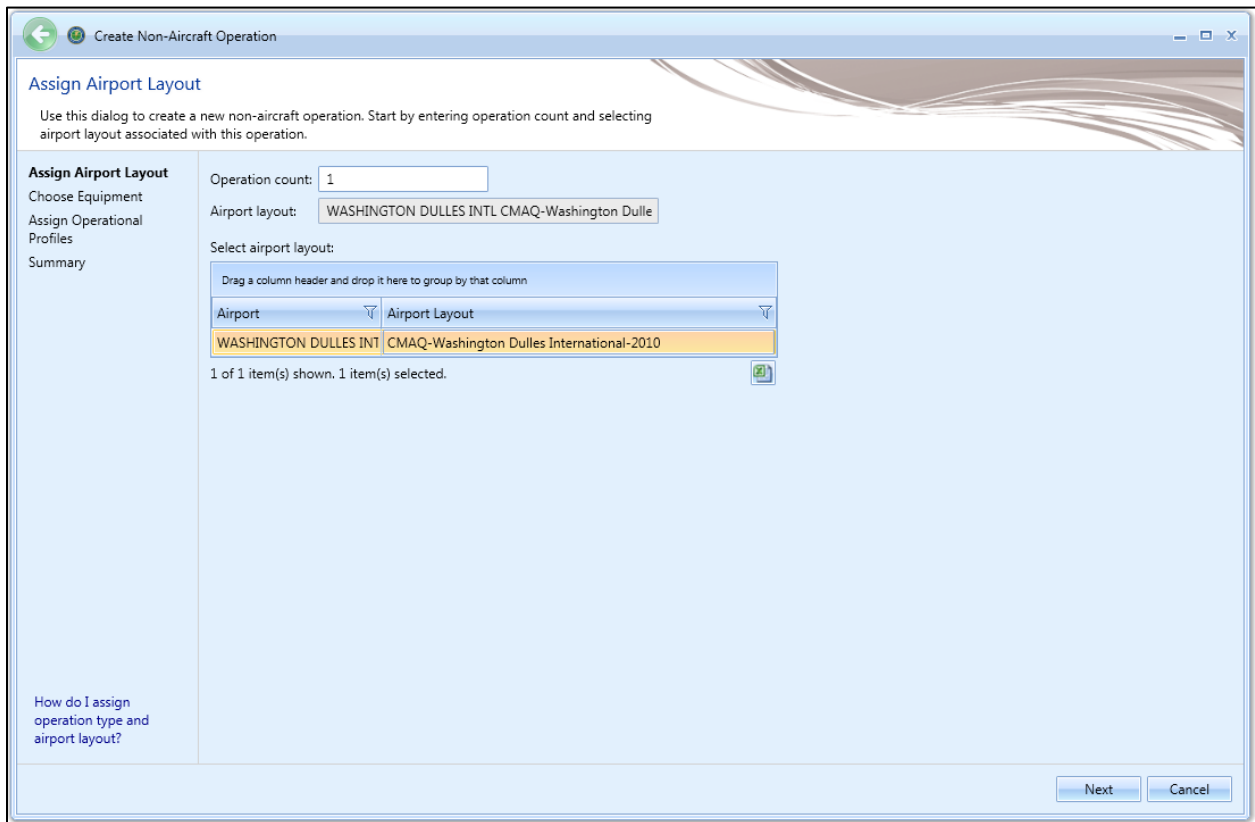 Create Non-Aircraft Operation
Assign Airport Layout
Use this dialog to create a new non-aircraft operation. Start by entering operation count and selecting
airport layout associated with this operation.
Assign Airport Layout
Choose Equipment
Assign Operational
Profiles
Summary
Operation count: 1
Airport layout: WASHINGTON DULLES INTL CMAQ-Washington Dulle
Select airport layout:
Drag a column header and drop it here to group by that column
Airport Airport Layout
WASHINGTON DULLES INT CMAQ-Washington Dulles International-2010
1 of 1 item(s) shown. 1 item(s) selected.
How do I assign
operation type and
airport layout?
Next Cancel